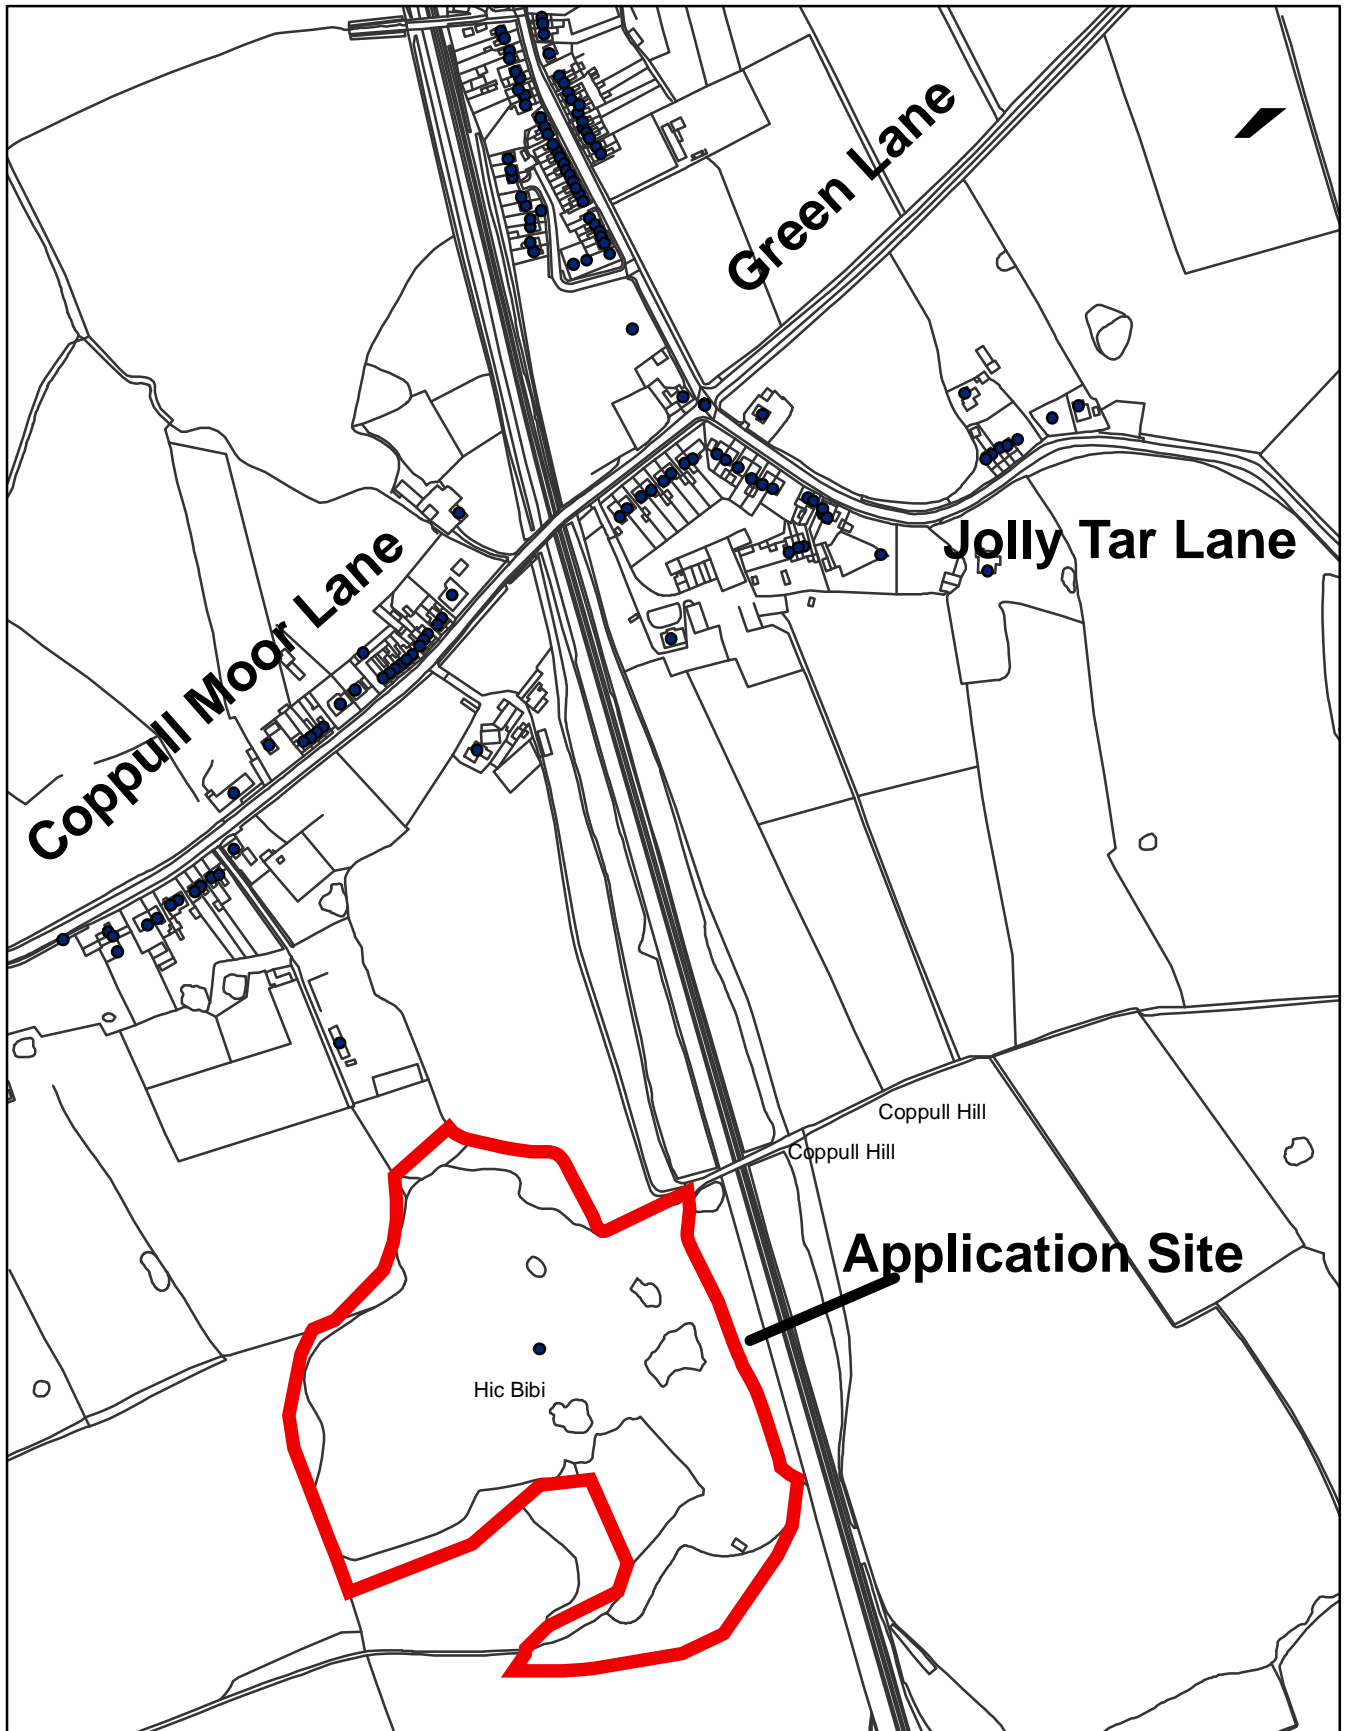 Green Lane
Jolly Tar Lane
Coppull Moor Lane
Coppull Hill
Coppull Hill
Application Site
Hic Bibi